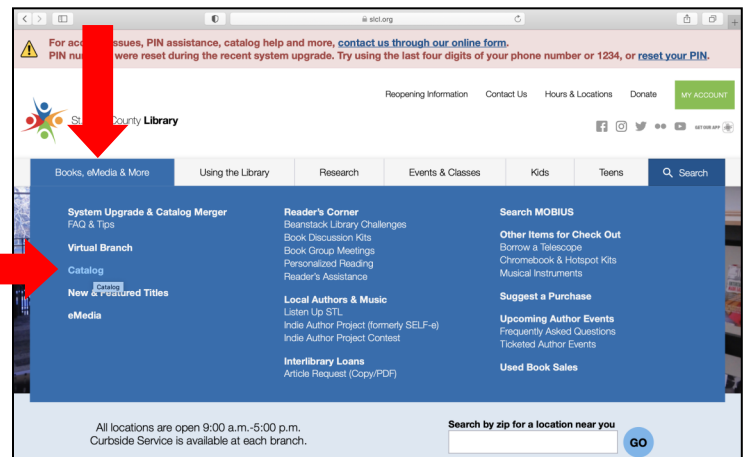 slcl.org
For acc ssues, PIN assistance, catalog help and more, contact us through our online form.
PIN nu were reset during the recent system upgrade. Try using the last four digits of your phone number or 1234, or reset your PIN.
Reopening Information Contact Us Hours & Locations Donate MY ACCOUNT
St. County Library
GET OUR APP
Books, eMedia & More Using the Library Research Events & Classes Kids Teens Search
System Upgrade & Catalog Merger
FAQ & Tips
Virtual Branch
Catalog
Catalog
New & Featured Titles
eMedia
Reader's Corner
Beanstack Library Challenges
Book Discussion Kits
Book Group Meetings
Personalized Reading
Reader's Assistance
Local Authors & Music
Listen Up STL
Indie Author Project (formerly SELF-e)
Indie Author Project Contest
Interlibrary Loans
Article Request (Copy/PDF)
Search MOBIUS
Other Items for Check Out
Borrow a Telescope
Chromebook & Hotspot Kits
Musical Instruments
Suggest a Purchase
Upcoming Author Events
Frequently Asked Questions
Ticketed Author Events
Used Book Sales
All locations are open 9:00 a.m.-5:00 p.m.
Curbside Service is available at each branch.
Search by zip for a location near you
GO